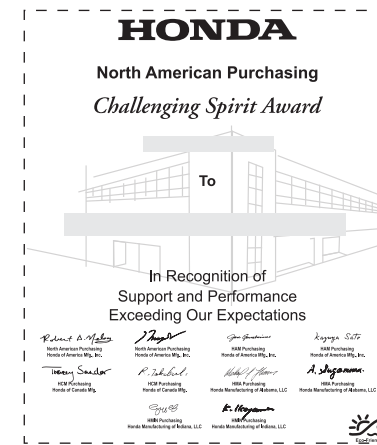 HONDA
North American Purchasing
Challenging Spirit Award
To
In Recognition of
Support and Performance
Exceeding Our Expectations
North American Purchasing
Honda of America Mfg., Inc.
North American Purchasing
Honda of America Mfg., Inc.
HAM Purchasing
Honda of America Mfg., Inc.
HAM Purchasing
Honda of America Mfg., Inc.
Kazuya Sato
HCM Purchasing
Honda of Canada Mfg.
HCM Purchasing
Honda of Canada Mfg.
HMA Purchasing
Honda Manufacturing of Alabama, LLC
HMA Purchasing
Honda Manufacturing of Alabama, LLC
HMIN Purchasing
Honda Manufacturing of Indiana, LLC
HMIN Purchasing
Honda Manufacturing of Indiana, LLC